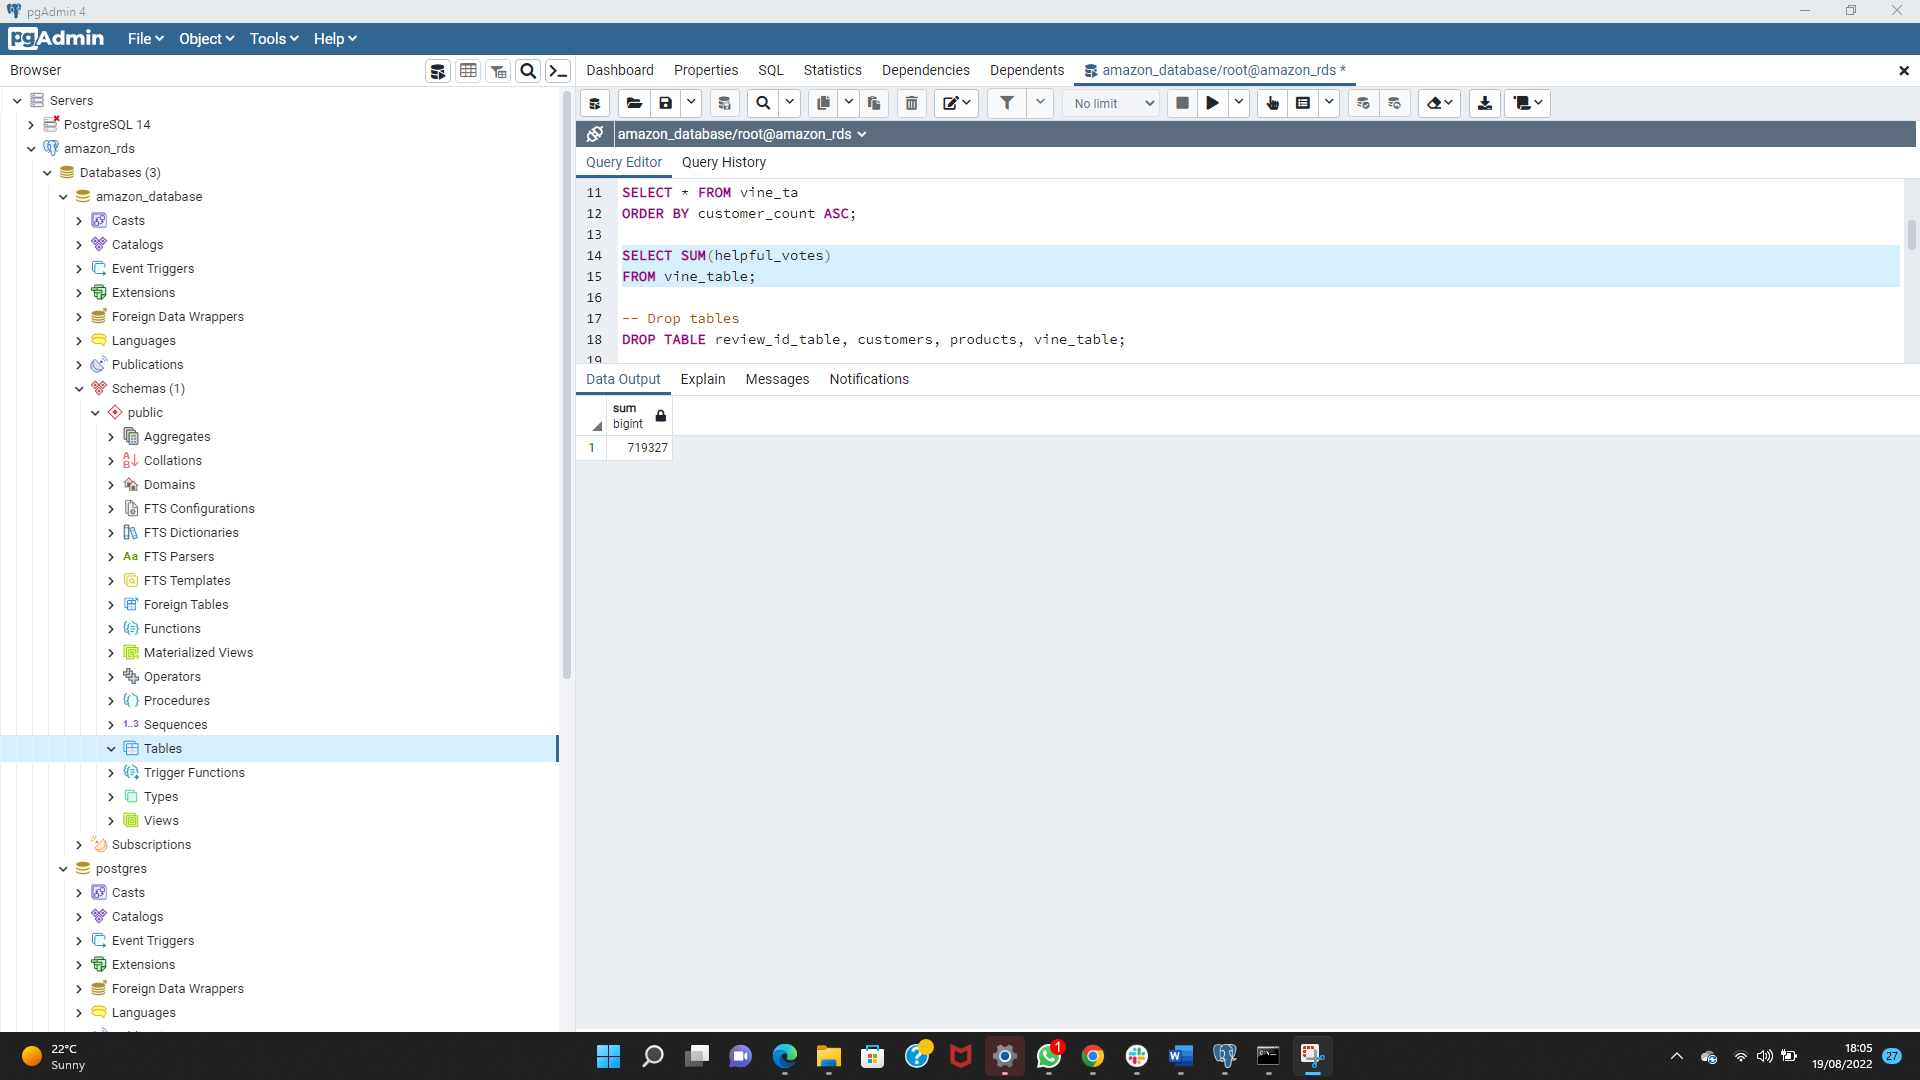 pgAdmin 4
pgAdmin File Object Tools Help
Browser
Dashboard Properties SQL Statistics Dependencies Dependents amazon_database/root@amazon_rds *
No limit
amazon_database/root@amazon_rds
Query Editor Query History
Servers
PostgreSQL 14
amazon_rds
Databases (3)
amazon_database
Casts
Catalogs
Event Triggers
Extensions
Foreign Data Wrappers
Languages
Publications
Schemas (1)
public
Aggregates
Collations
Domains
FTS Configurations
FTS Dictionaries
Aa FTS Parsers
FTS Templates
Foreign Tables
Functions
Materialized Views
Operators
Procedures
1..3 Sequences
Tables
Trigger Functions
Types
Views
Subscriptions
postgres
Casts
Catalogs
Event Triggers
Extensions
Foreign Data Wrappers
Languages
11 SELECT * FROM vine_ta
12 ORDER BY customer_count ASC;
13
14 SELECT SUM(helpful_votes)
15 FROM vine_table;
16
17 -- Drop tables
18 DROP TABLE review_id_table, customers, products, vine_table;
19
Data Output Explain Messages Notifications
sum
bigint
1 719327
22°C
Sunny
1
18:05
19/08/2022
27